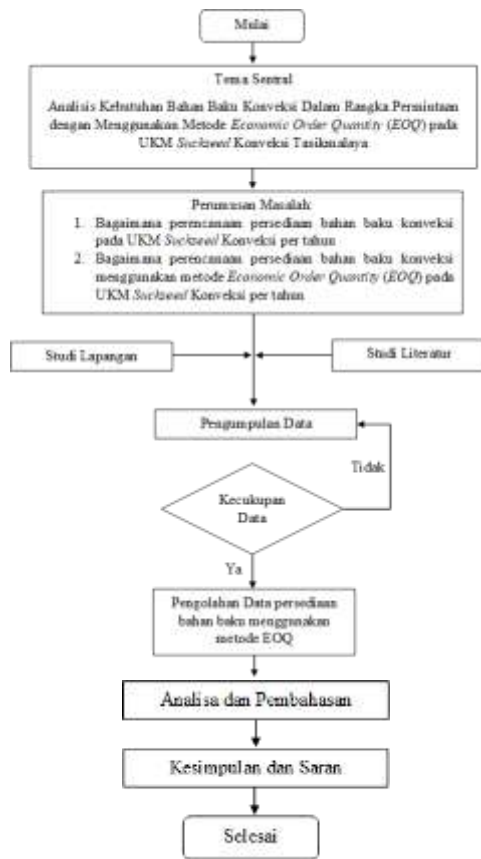 Mulai
Tema Sentral
Analisis Kebutuhan Bahan Baku Konveksi Dalam Rangka Permintaan
dengan Menggunakan Metode Economic Order Quantity (EOQ) pada
UKM Suckseed Konveksi Tasikmalaya
Perumusan Masalah:
1. Bagaimana perencanaan persediaan bahan baku konveksi
pada UKM Suckseed Konveksi per tahun
2. Bagaimana perencanaan persediaan bahan baku konveksi
menggunakan metode Economic Order Quantity (EOQ) pada
UKM Suckseed Konveksi per tahun
Studi Lapangan
Studi Literatur
Pengumpulan Data
Tidak
Kecukupan
Data
Ya
Pengolahan Data persediaan
bahan baku menggunakan
metode EOQ
Analisa dan Pembahasan
Kesimpulan dan Saran
Selesai